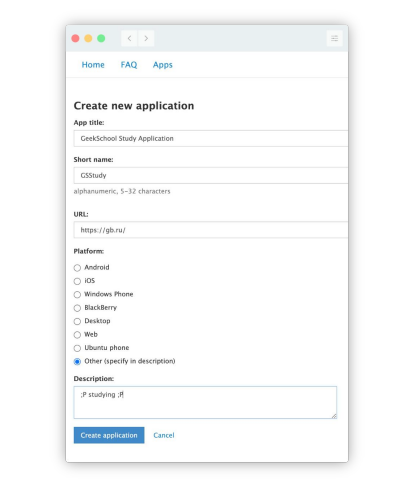 Home FAQ Apps
Create new application
App title:
GeekSchool Study Application
Short name:
GSStudy
alphanumeric, 5-32 characters
URL:
https://gb.ru/
Platform:
Android
iOS
Windows Phone
BlackBerry
Desktop
Web
Ubuntu phone
Other (specify in description)
Description:
;P studying ;P
Create application Cancel